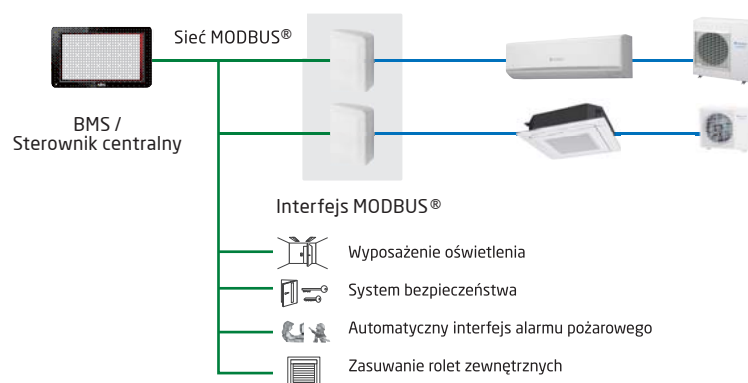 Sieć MODBUS®
BMS /
Sterownik centralny
Interfejs MODBUS®
Wyposażenie oświetlenia
System bezpieczeństwa
Automatyczny interfejs alarmu pożarowego
Zasuwanie rolet zewnętrznych